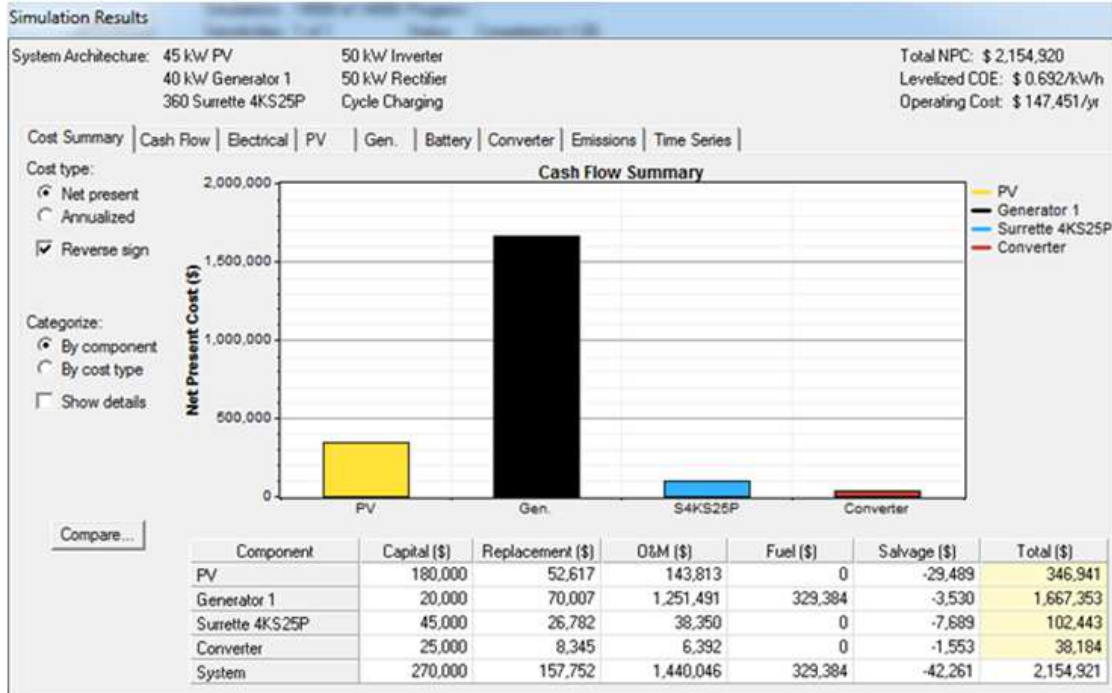 Simulation Results
System Architecture: 45 kW PV 50 kW Inverter Total NPC: $ 2,154,920
40 kW Generator 1 50 kW Rectifier Levelized COE: $ 0.692/kWh
360 Surrette 4KS25P Cycle Charging Operating Cost: $ 147,451/yr
Cost Summary Cash Flow Electrical PV Gen. Battery Converter Emissions Time Series
Cost type:
Net present
Annualized
Reverse sign
Categorize:
By component
By cost type
Show details
Compare...
Cash Flow Summary
Net Present Cost ($)
2,000,000
1,500,000
1,000,000
500,000
0
PV Gen. S4KS25P Converter
PV
Generator 1
Surrette 4KS25P
Converter
Component Capital ($) Replacement ($) O&M ($) Fuel ($) Salvage ($) Total ($)
PV 180,000 52,617 143,813 0 -29,489 346,941
Generator 1 20,000 70,007 1,251,491 329,384 -3,530 1,667,353
Surrette 4KS25P 45,000 26,782 38,350 0 -7,689 102,443
Converter 25,000 8,345 6,392 0 -1,553 38,184
System 270,000 157,752 1,440,046 329,384 -42,261 2,154,921